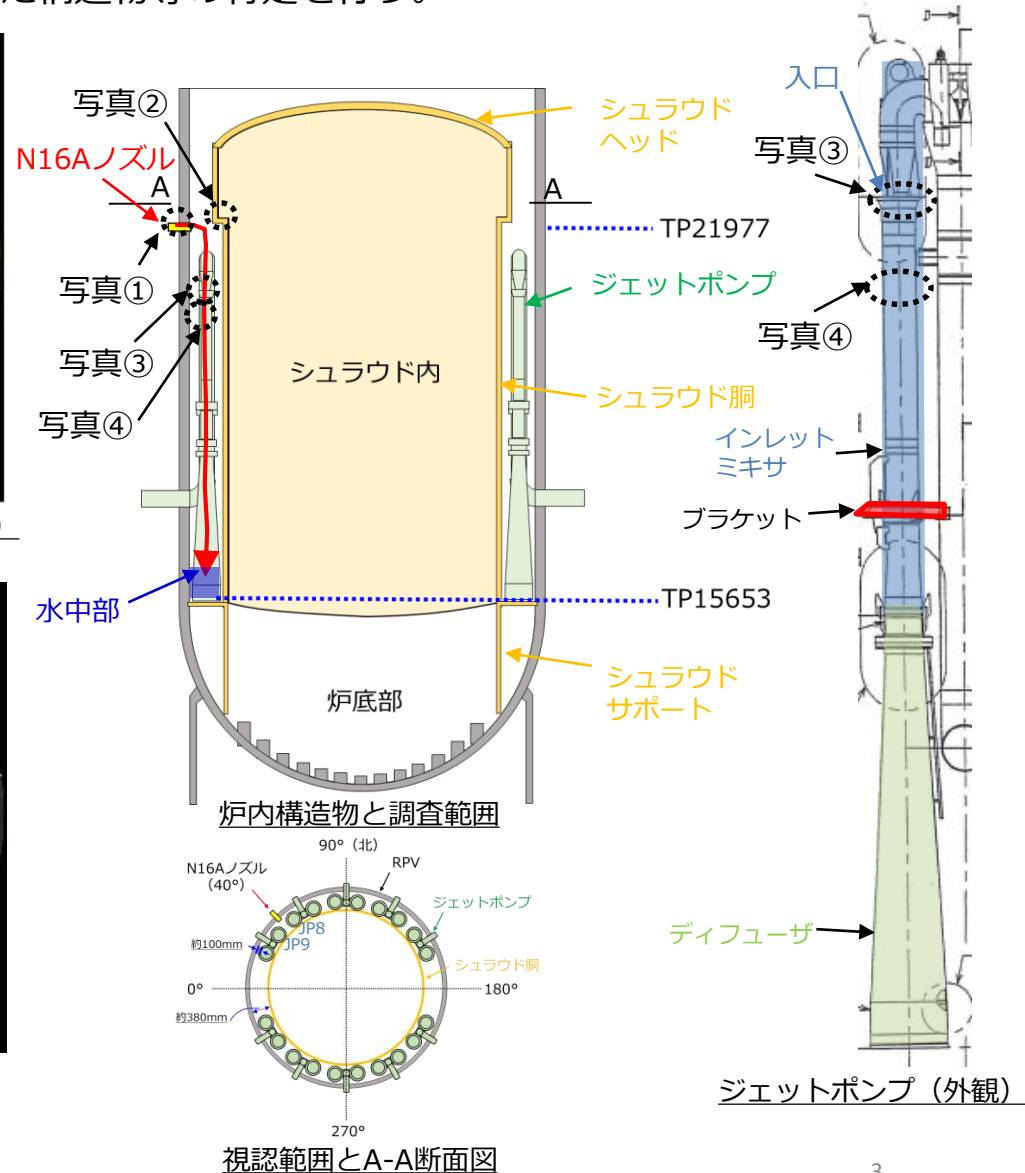 写真②
シュラウド
ヘッド
N16Aノズル
A
A
TP21977
写真①
ジェットポンプ
写真③
シュラウド内
写真④
シュラウド胴
水中部
TP15653
シュラウド
サポート
炉底部
炉内構造物と調査範囲
90°（北）
N16Aノズル
（40°）
RPV
ジェットポンプ
JP8
約100mm
JP9
シュラウド胴
0°
180°
約380mm
270°
視認範囲とA-A断面図
入口
写真③
写真④
インレット
ミキサ
ブラケット
ディフューザ
ジェットポンプ（外観）
3